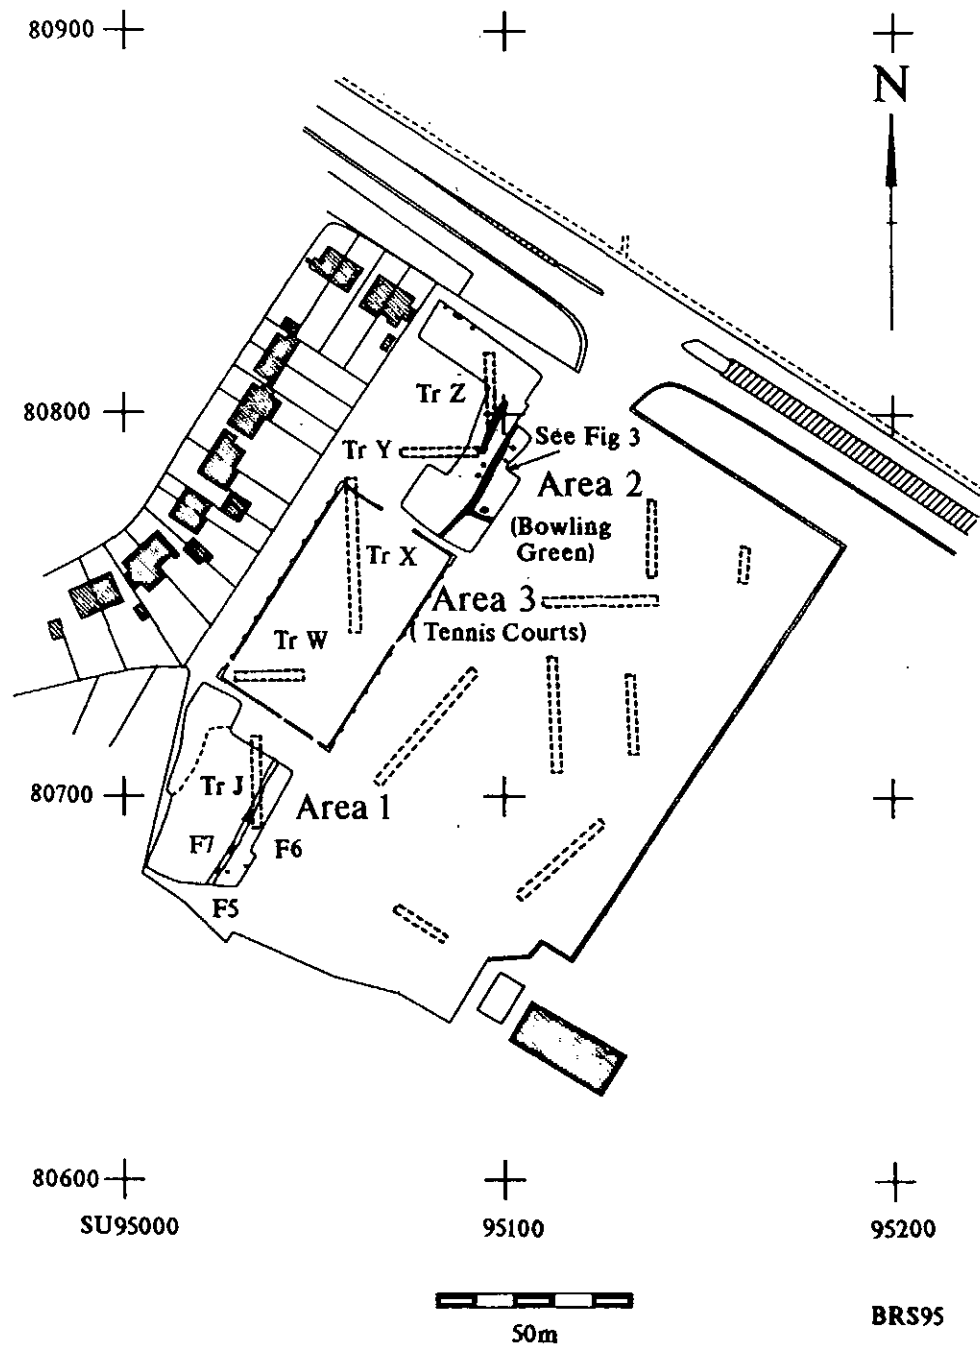 80900
N
80800
Tr Z
See Fig 3
Tr Y
Area 2
(Bowling
Green)
Tr X
Area 3
(Tennis Courts)
Tr W
80700
Tr J
Area 1
F7
F6
F5
80600
SU95000
95100
95200
50m
BRS95